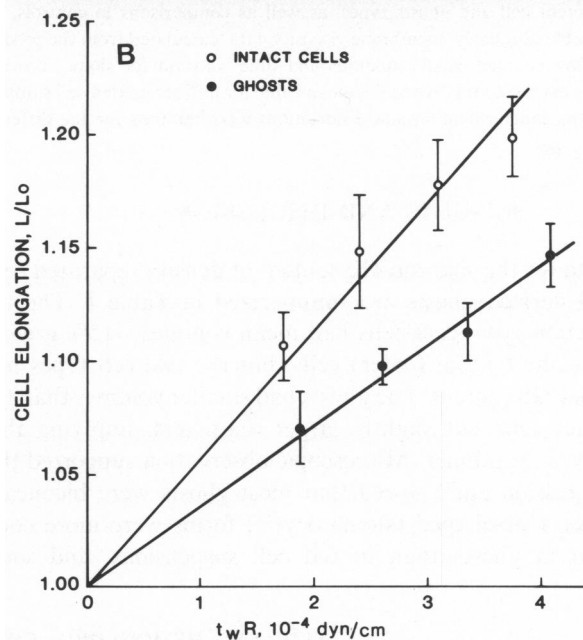 1.25
B
○ INTACT CELLS
● GHOSTS
1.20
1.15
1.10
1.05
1.00
CELL ELONGATION, L/Lo
0 1 2 3 4
t_w R, 10⁻⁴ dyn/cm